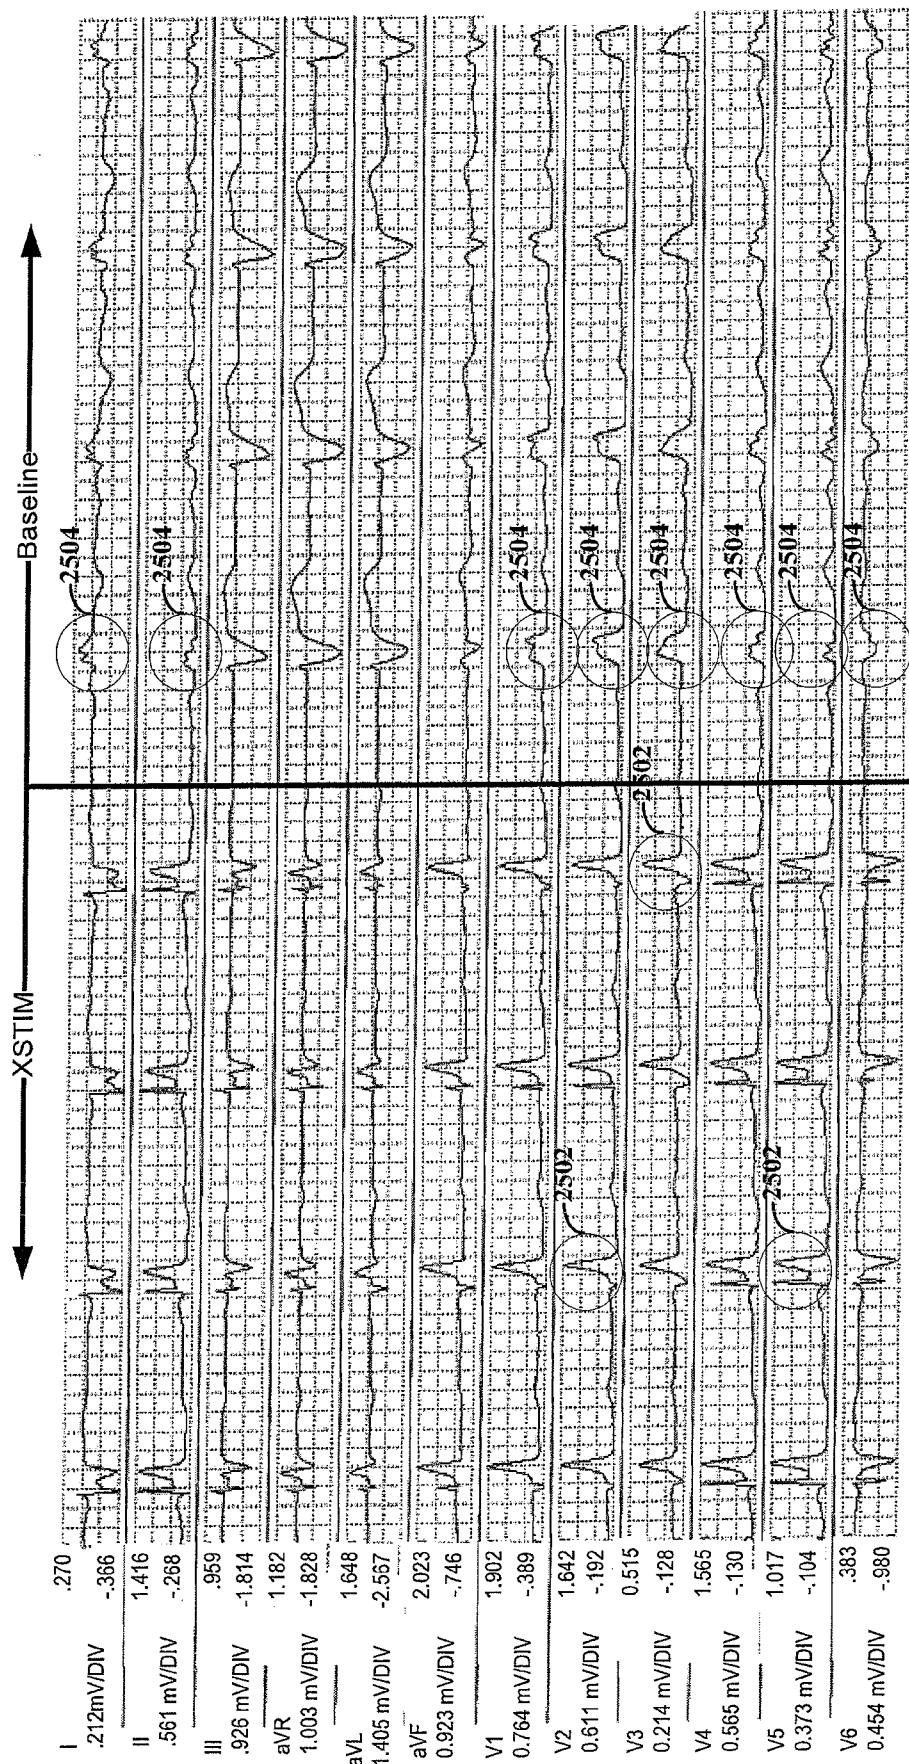 XSTIM
Baseline
I
.212mV/DIV
.270
-.366
2504
II
.561 mV/DIV
1.416
-.268
2504
III
.926 mV/DIV
.959
-1.814
aVR
1.003 mV/DIV
1.182
-1.828
aVL
1.405 mV/DIV
1.648
-2.567
aVF
0.923 mV/DIV
2.023
-.746
V1
0.764 mV/DIV
1.902
-.389
2504
V2
0.611 mV/DIV
1.642
-.192
2502
2504
V3
0.214 mV/DIV
0.515
-.128
2502
2504
V4
0.565 mV/DIV
1.565
-.130
2504
V5
0.373 mV/DIV
1.017
-.104
2502
2504
V6
0.454 mV/DIV
.383
-.980
2504